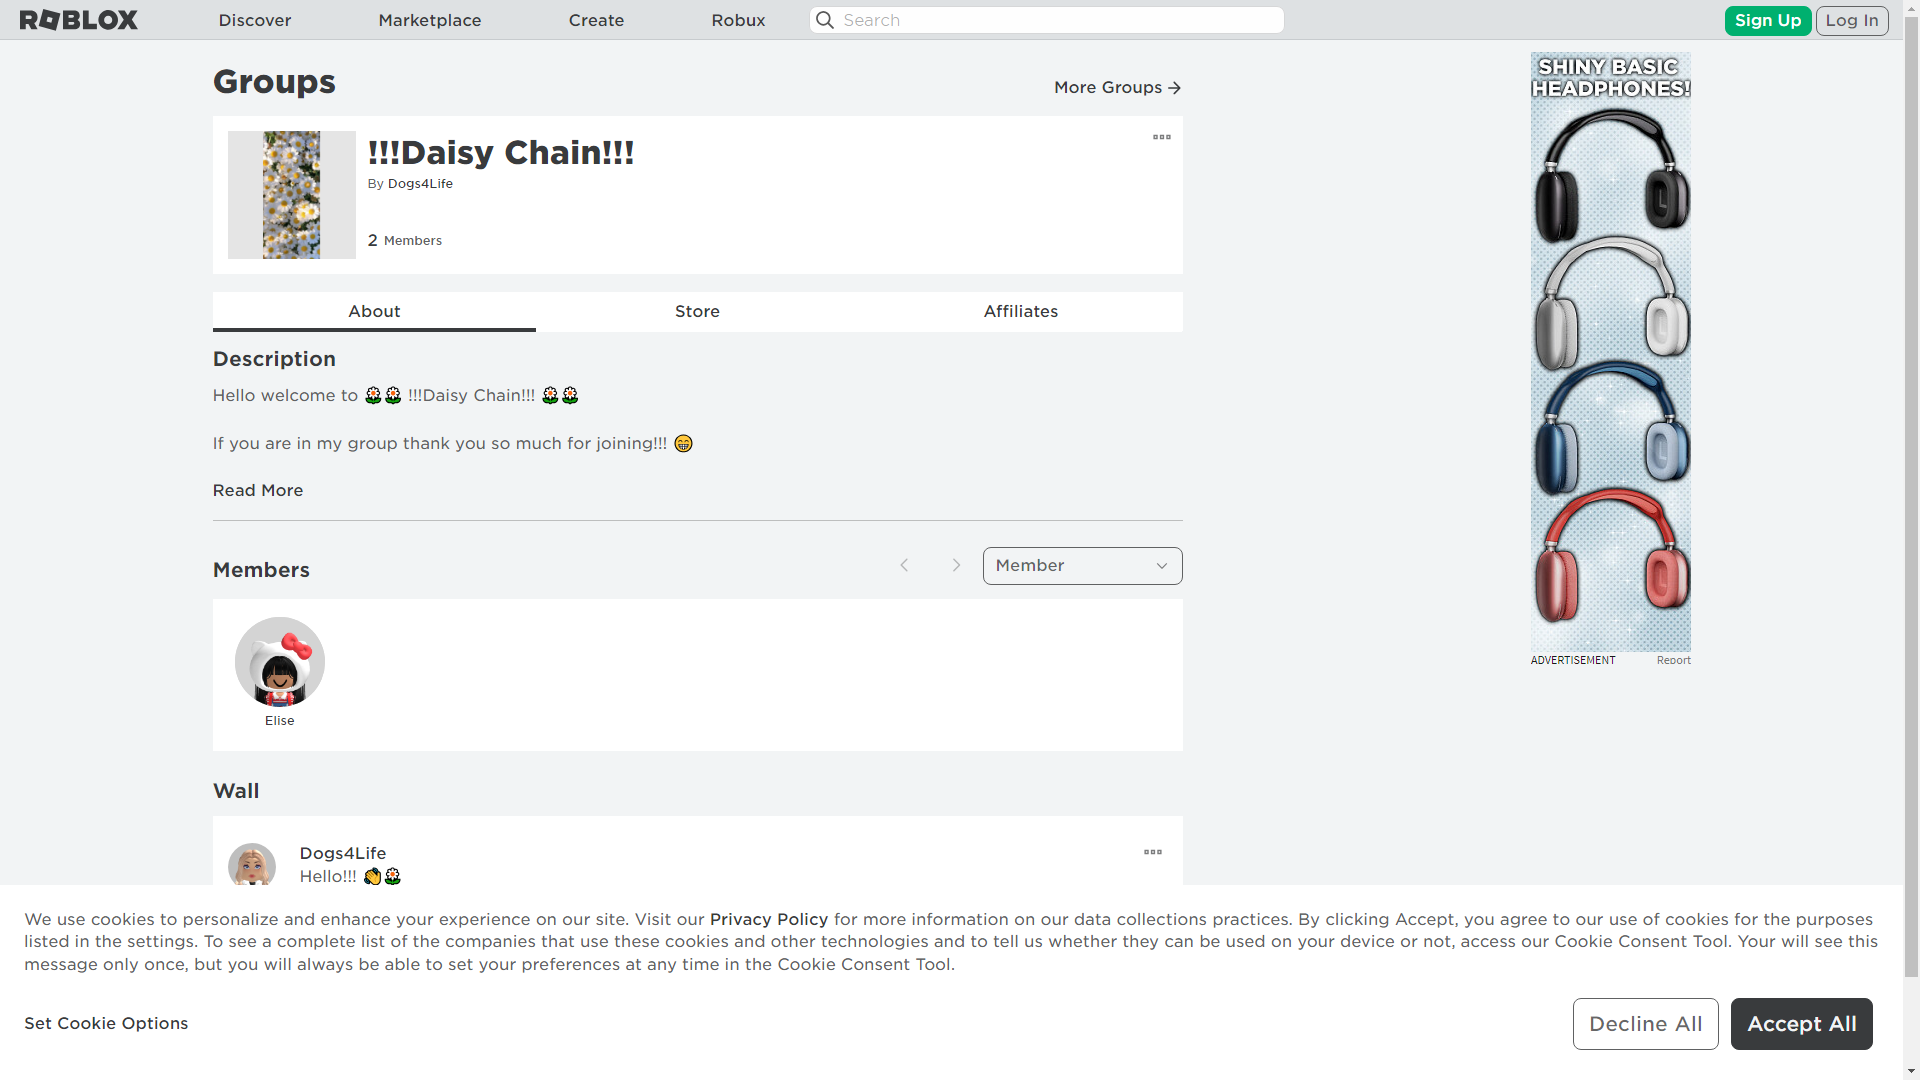 ROBLOX
Discover
Marketplace
Create
Robux
Search
Sign Up
Log In
Groups
More Groups
!!!Daisy Chain!!!
By Dogs4Life
2 Members
About
Store
Affiliates
Description
Hello welcome to 🌼🌼 !!!Daisy Chain!!! 🌼🌼
If you are in my group thank you so much for joining!!! 😁
Read More
Members
Member
Elise
Wall
Dogs4Life
Hello!!! 👏🌼
SHINY BASIC
HEADPHONES!
ADVERTISEMENT
Report
We use cookies to personalize and enhance your experience on our site. Visit our Privacy Policy for more information on our data collections practices. By clicking Accept, you agree to our use of cookies for the purposes
listed in the settings. To see a complete list of the companies that use these cookies and other technologies and to tell us whether they can be used on your device or not, access our Cookie Consent Tool. Your will see this
message only once, but you will always be able to set your preferences at any time in the Cookie Consent Tool.
Set Cookie Options
Decline All
Accept All